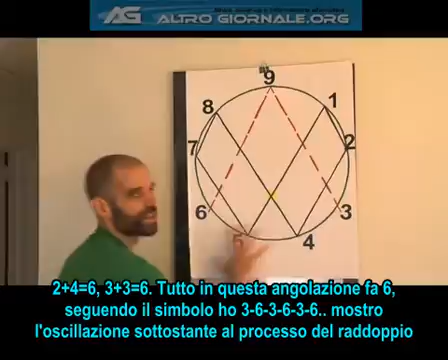 ALTRO GIORNALE.ORG
9
8 1
7 2
6 3
5 4
2+4=6, 3+3=6. Tutto in questa angolazione fa 6,
seguendo il simbolo ho 3-6-3-6-3-6.. mostro
l'oscillazione sottostante al processo del raddoppio